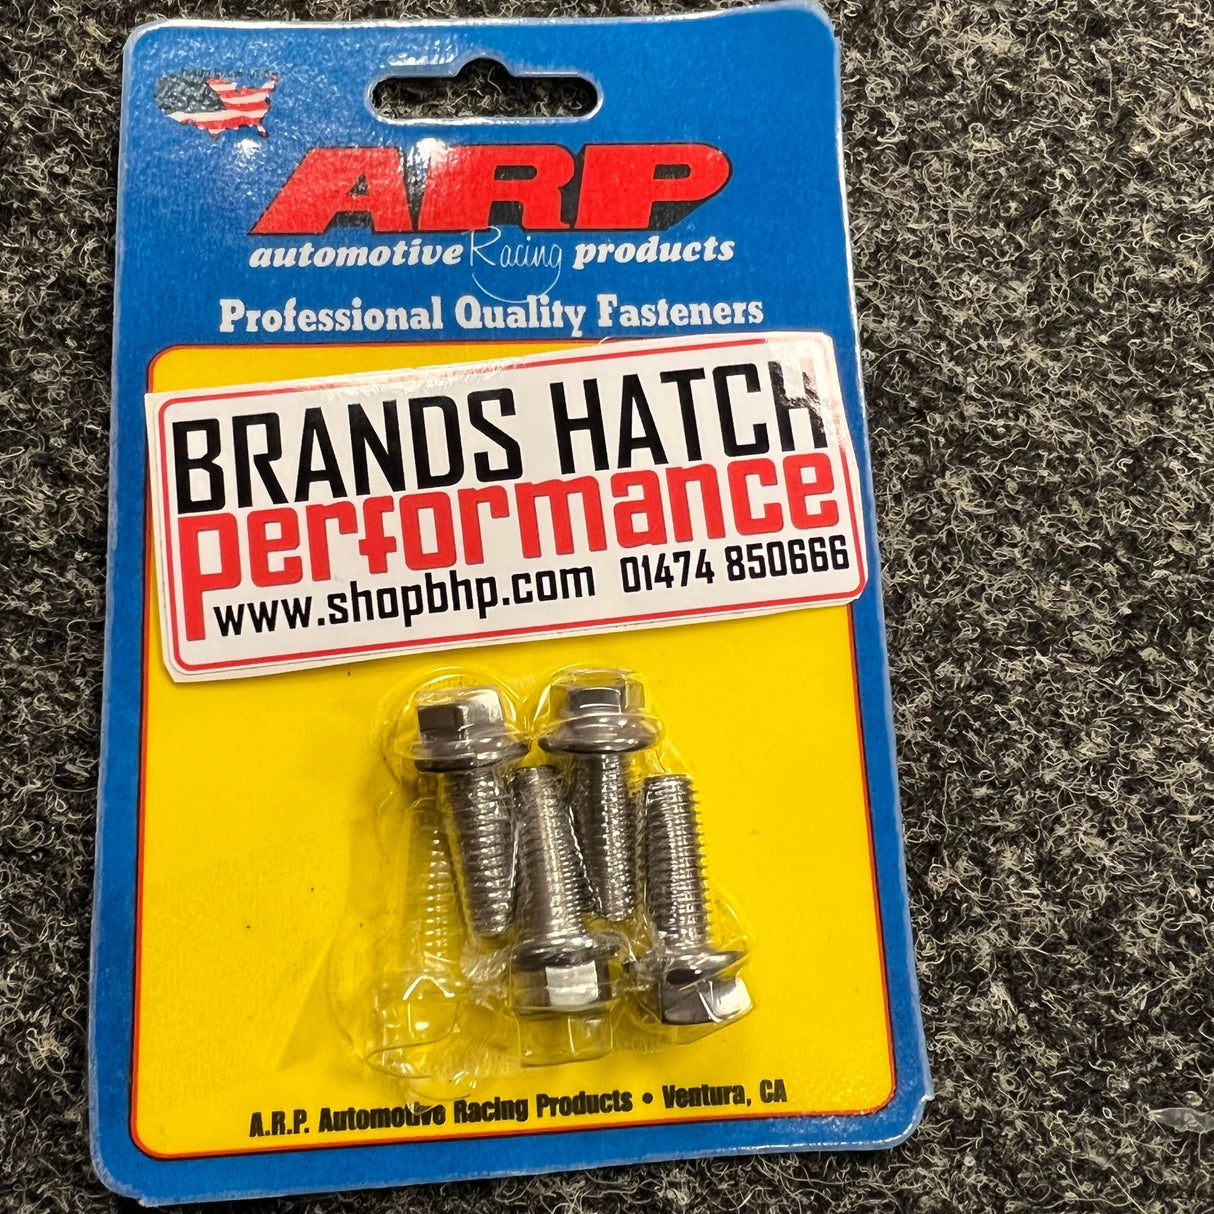 ARP
automotive Racing products
Professional Quality Fasteners
BRANDS HATCH
performance
www.shopbhp.com 01474 850666
A.R.P. Automotive Racing Products • Ventura, CA